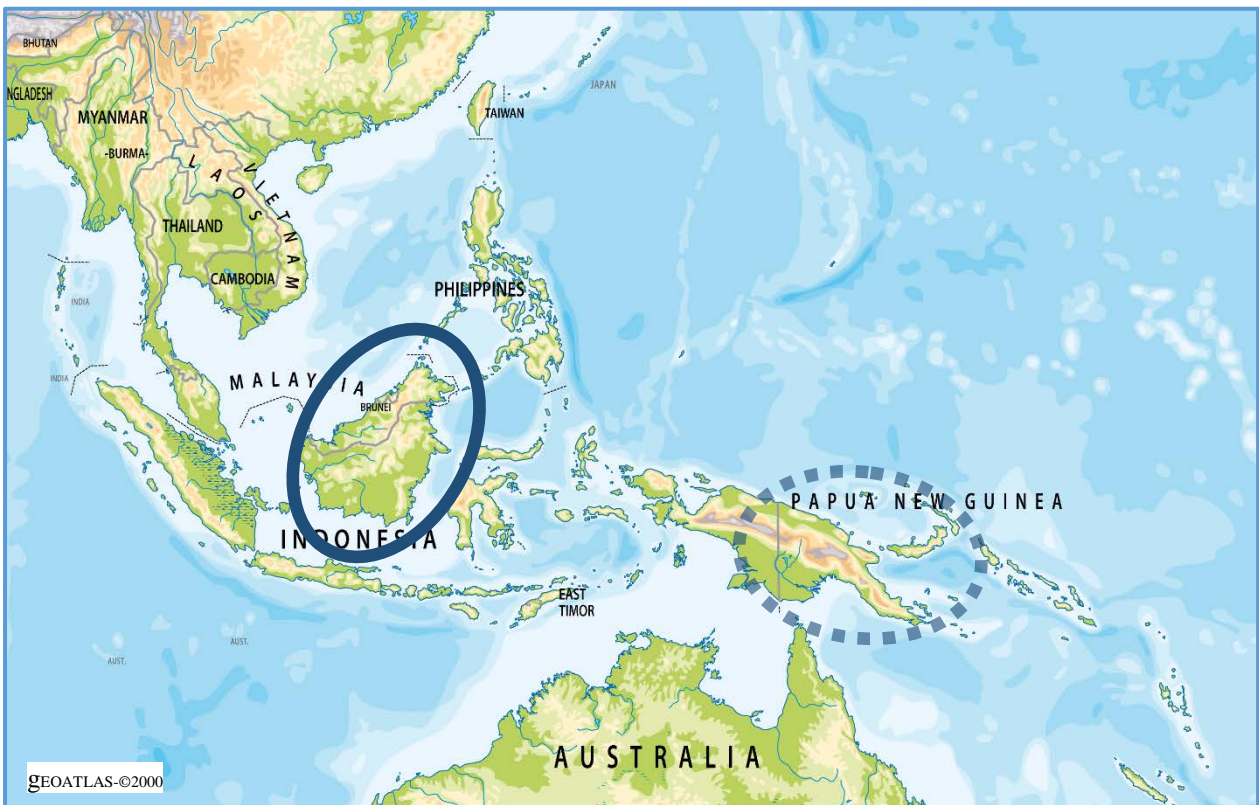 BHUTAN
NGLADESH
MYANMAR
-BURMA-
LAOS
VIETNAM
THAILAND
CAMBODIA
TAIWAN
JAPAN
PHILIPPINES
INDIA
INDIA
MALAYSIA
BRUNEI
INDONESIA
PAPUA NEW GUINEA
EAST
TIMOR
AUST.
AUST.
AUSTRALIA
gEOATLAS-©2000